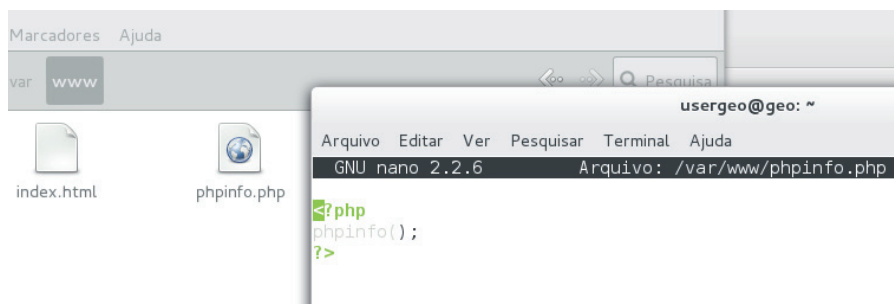 Marcadores Ajuda
var www Pesquisa
index.html phpinfo.php
usergeo@geo: ~
Arquivo Editar Ver Pesquisar Terminal Ajuda
GNU nano 2.2.6 Arquivo: /var/www/phpinfo.php
<?php
phpinfo();
?>